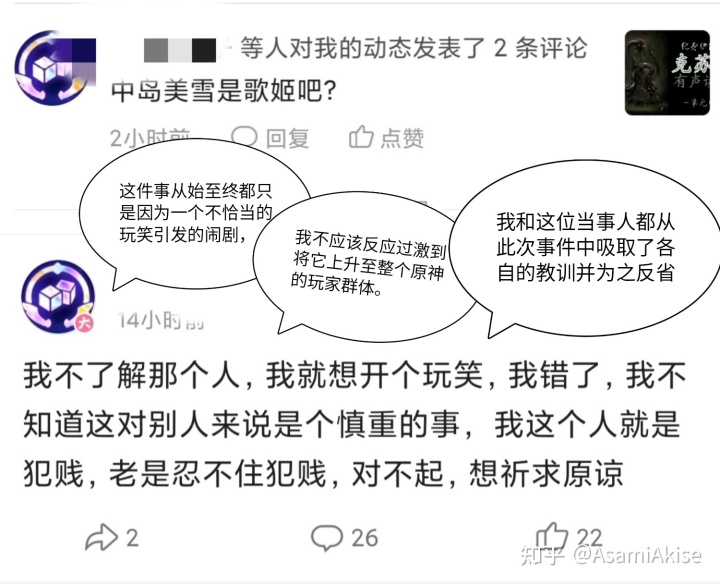 等人对我的动态发表了 2 条评论
中岛美雪是歌姬吧?
2小时前
回复
点赞
有声
这件事从始至终都只
是因为一个不恰当的
玩笑引发的闹剧,
我不应该反应过激到
将它上升至整个原神
的玩家群体。
我和这位当事人都从
此次事件中吸取了各
自的教训并为之反省
大
14小时前
我不了解那个人, 我就想开个玩笑, 我错了, 我不
知道这对别人来说是个慎重的事, 我这个人就是
犯贱, 老是忍不住犯贱, 对不起, 想祈求原谅
2
26
22
知乎 @AsamiAkise